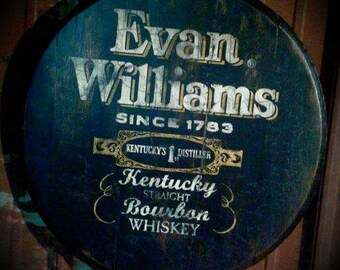 Evan
Williams
SINCE 1783
KENTUCKY'S 1ST DISTILLER
Kentucky
STRAIGHT
Bourbon
WHISKEY